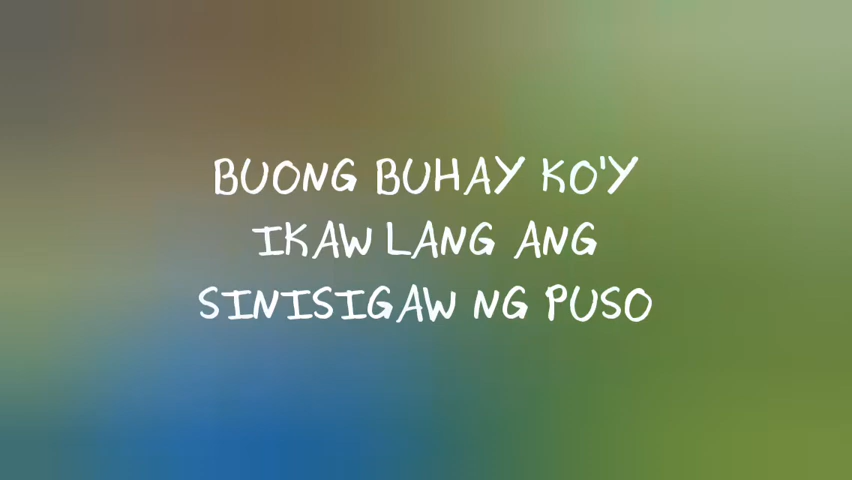 BUONG BUHAY KO'Y
IKAW LANG ANG
SINISIGAW NG PUSO